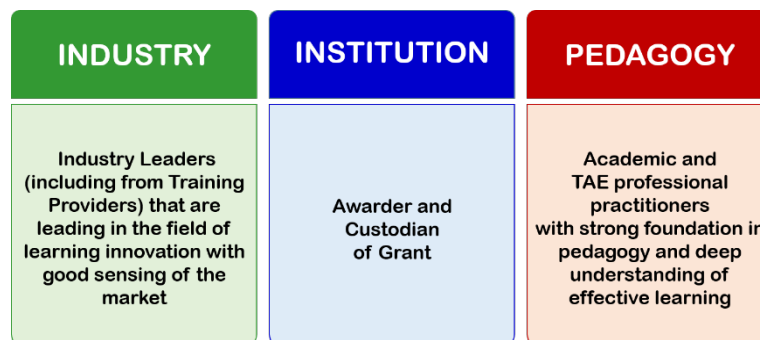 INDUSTRY
Industry Leaders
(including from Training
Providers) that are
leading in the field of
learning innovation with
good sensing of the
market
INSTITUTION
Awarder and
Custodian
of Grant
PEDAGOGY
Academic and
TAE professional
practitioners
with strong foundation in
pedagogy and deep
understanding of
effective learning